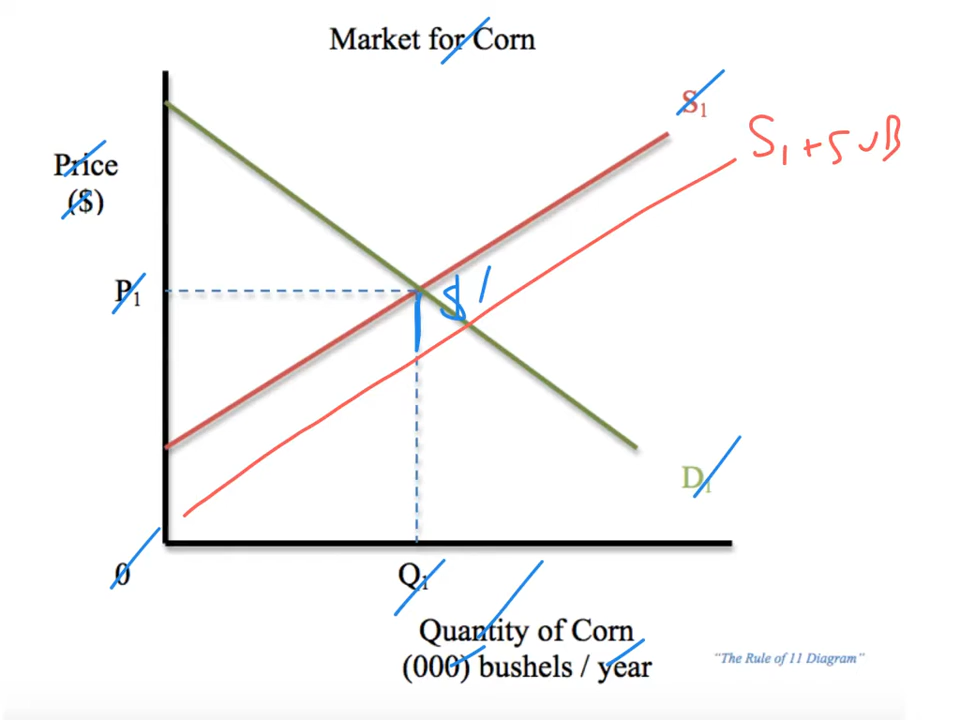 Market for Corn
S₁
S₁ + SUB
Price
($)
P₁
$1
D₁
0
Q₁
Quantity of Corn
(000) bushels / year
"The Rule of 11 Diagram"